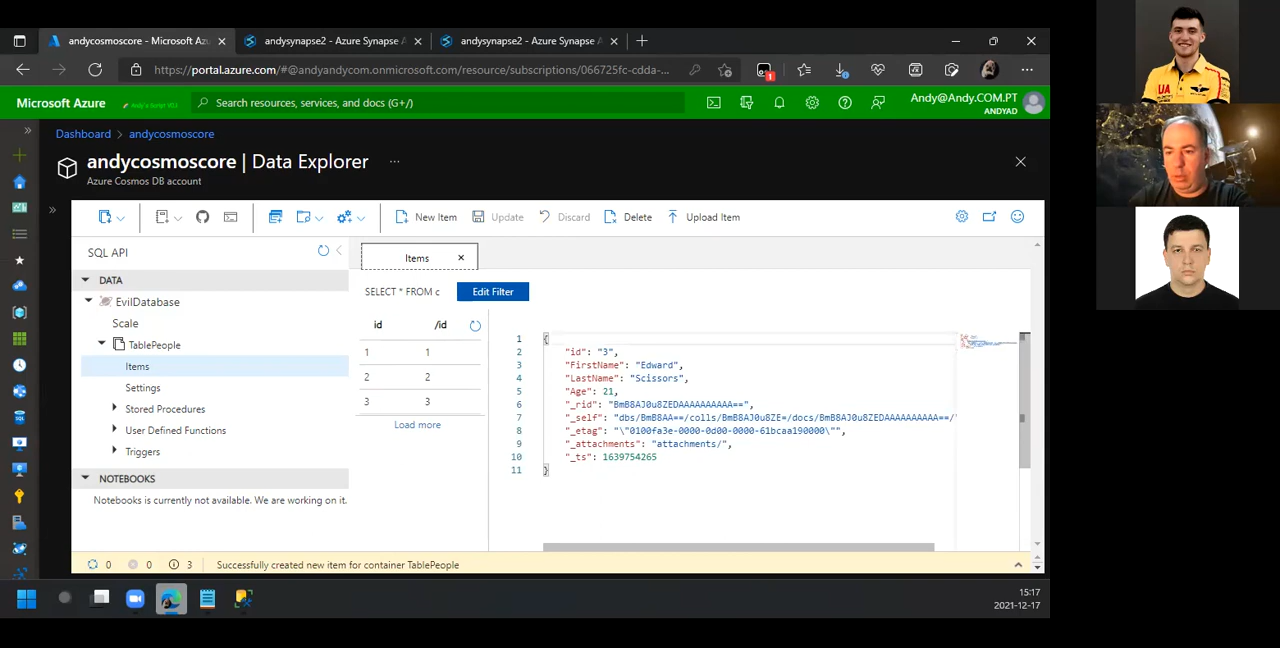 andycosmoscore - Microsoft Azu
andysynapse2 - Azure Synapse A
andysynapse2 - Azure Synapse A
https://portal.azure.com/#@andyandycom.onmicrosoft.com/resource/subscriptions/066725fc-cdda-...
Microsoft Azure
Andy's Script V0.1
Search resources, services, and docs (G+/)
Andy@Andy.COM.PT
ANDYAD
Dashboard > andycosmoscore
andycosmoscore | Data Explorer ...
Azure Cosmos DB account
New Item Update Discard Delete Upload Item
SQL API
DATA
EvilDatabase
Scale
TablePeople
Items
Settings
Stored Procedures
User Defined Functions
Triggers
NOTEBOOKS
Notebooks is currently not available. We are working on it.
Items
SELECT * FROM c Edit Filter
id /id
1 1
2 2
3 3
Load more
1 {
2 "id": "3",
3 "FirstName": "Edward",
4 "LastName": "Scissors",
5 "Age": 21,
6 "_rid": "BmB8AJ0u8ZEDAAAAAAAAAA==",
7 "_self": "dbs/BmB8AA==/colls/BmB8AJ0u8ZE=/docs/BmB8AJ0u8ZEDAAAAAAAAAA==/"
8 "_etag": "\"0100fa3e-0000-0d00-0000-61bcaa190000\"",
9 "_attachments": "attachments/",
10 "_ts": 1639754265
11 }
0 0 3 Successfully created new item for container TablePeople
15:17
2021-12-17
UA